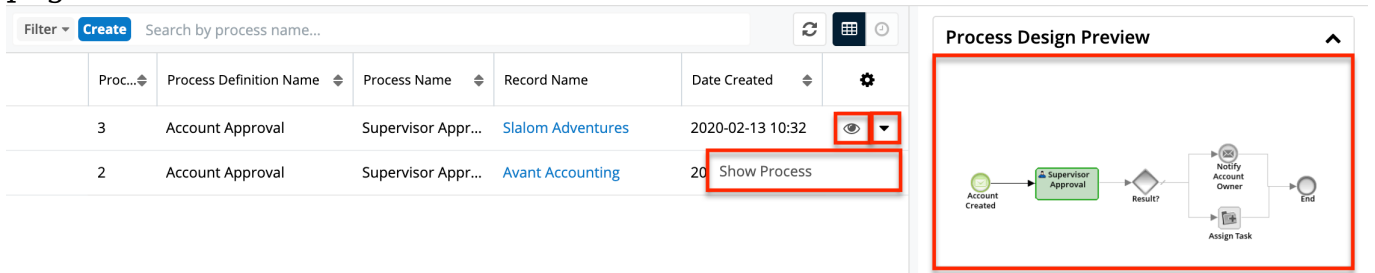 Filter Create Search by process name...
Process Design Preview
Proc... Process Definition Name Process Name Record Name Date Created
3 Account Approval Supervisor Appr... Slalom Adventures 2020-02-13 10:32
2 Account Approval Supervisor Appr... Avant Accounting 20
Show Process
Account
Created
Supervisor
Approval
Result?
Notify
Account
Owner
Assign Task
End